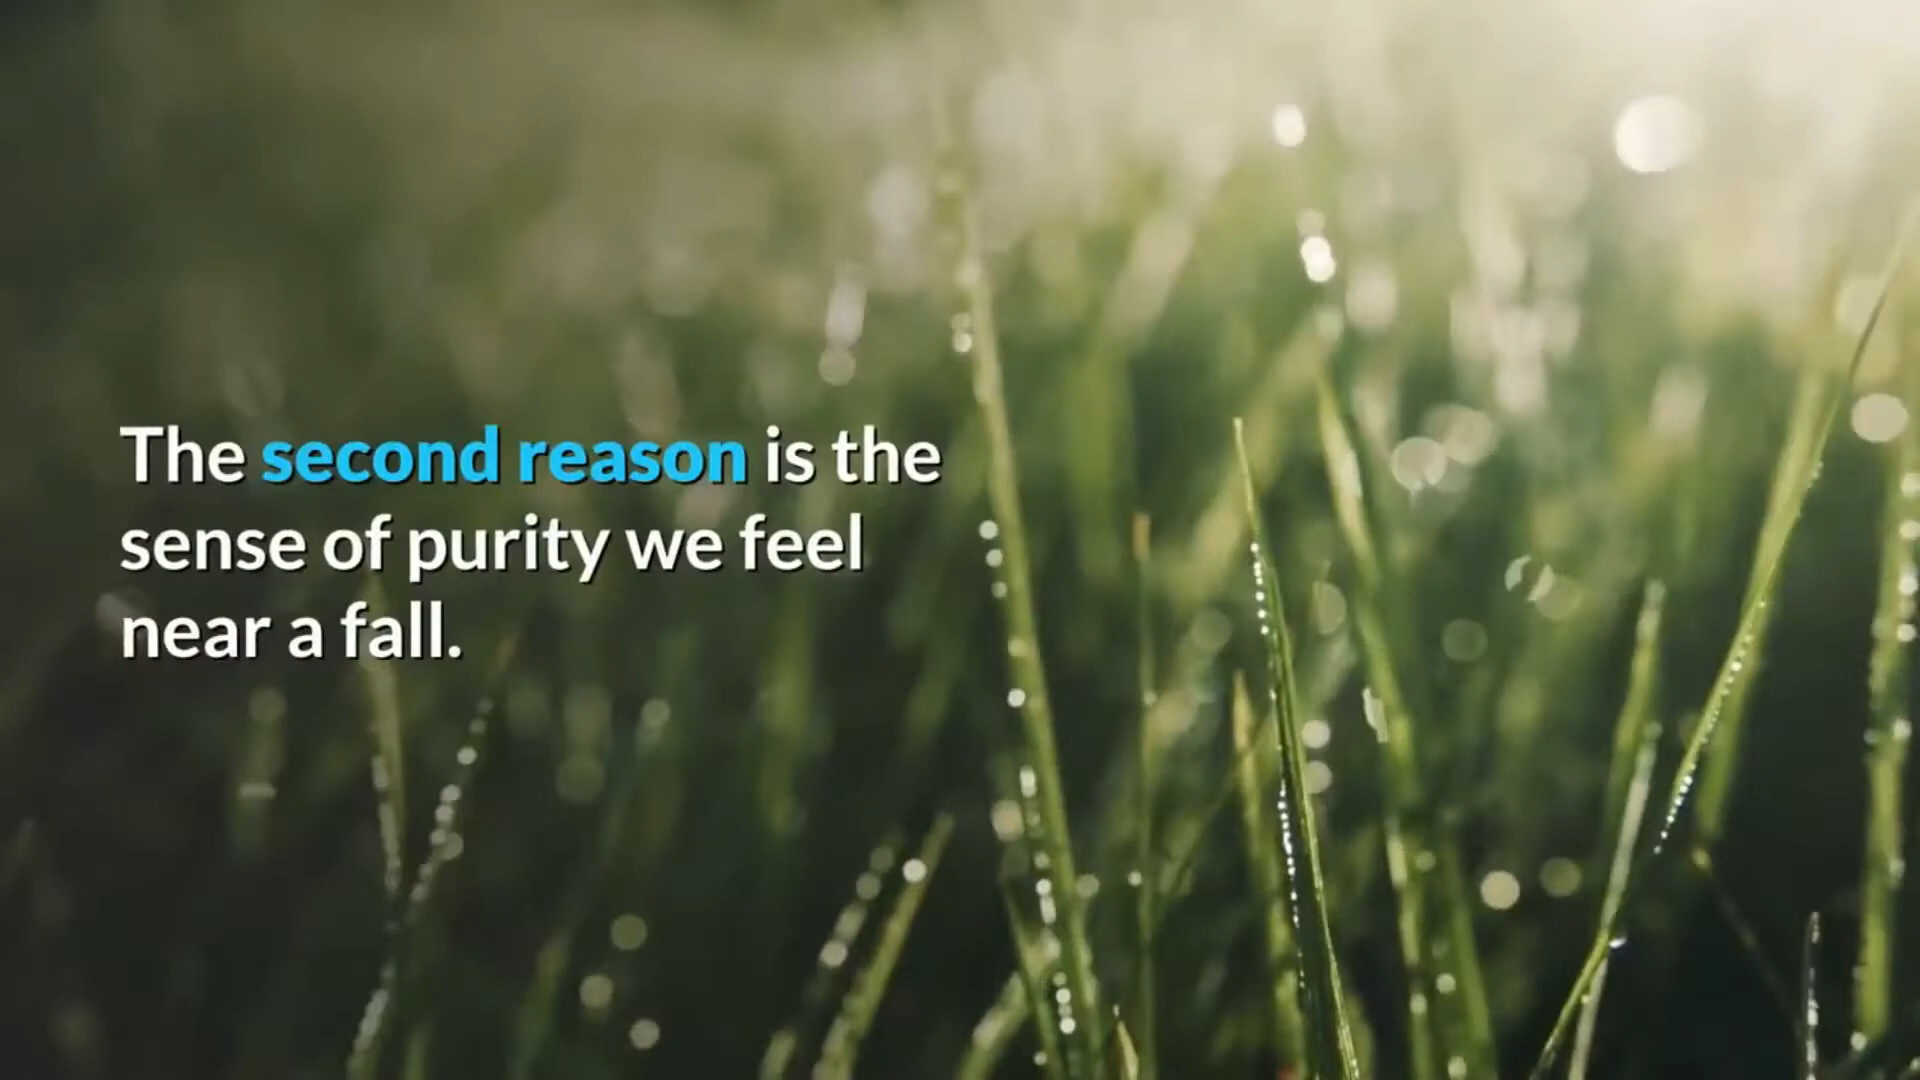 The second reason is the
sense of purity we feel
near a fall.